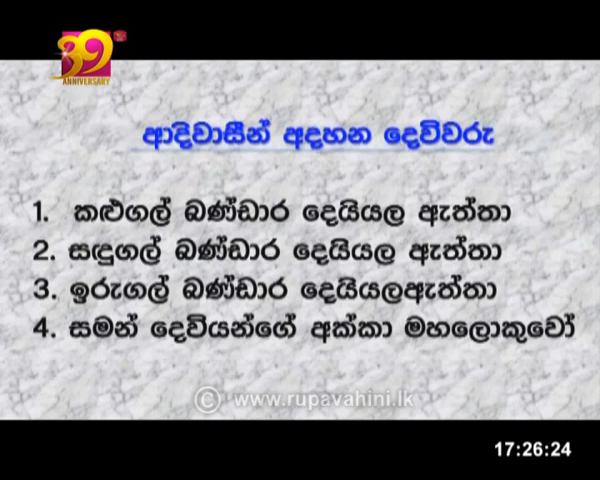 39
ANNIVERSARY
ආදිවාසීන් අදහන දෙවිවරු
1. කළුගල් බණ්ඩාර දෙයියල ඇත්තා
2. සඳුගල් බණ්ඩාර දෙයියල ඇත්තා
3. ඉරුගල් බණ්ඩාර දෙයියලඇත්තා
4. සමන් දෙවියන්ගේ අක්කා මහලොකුවෝ
© www.rupavahini.lk
17:26:24